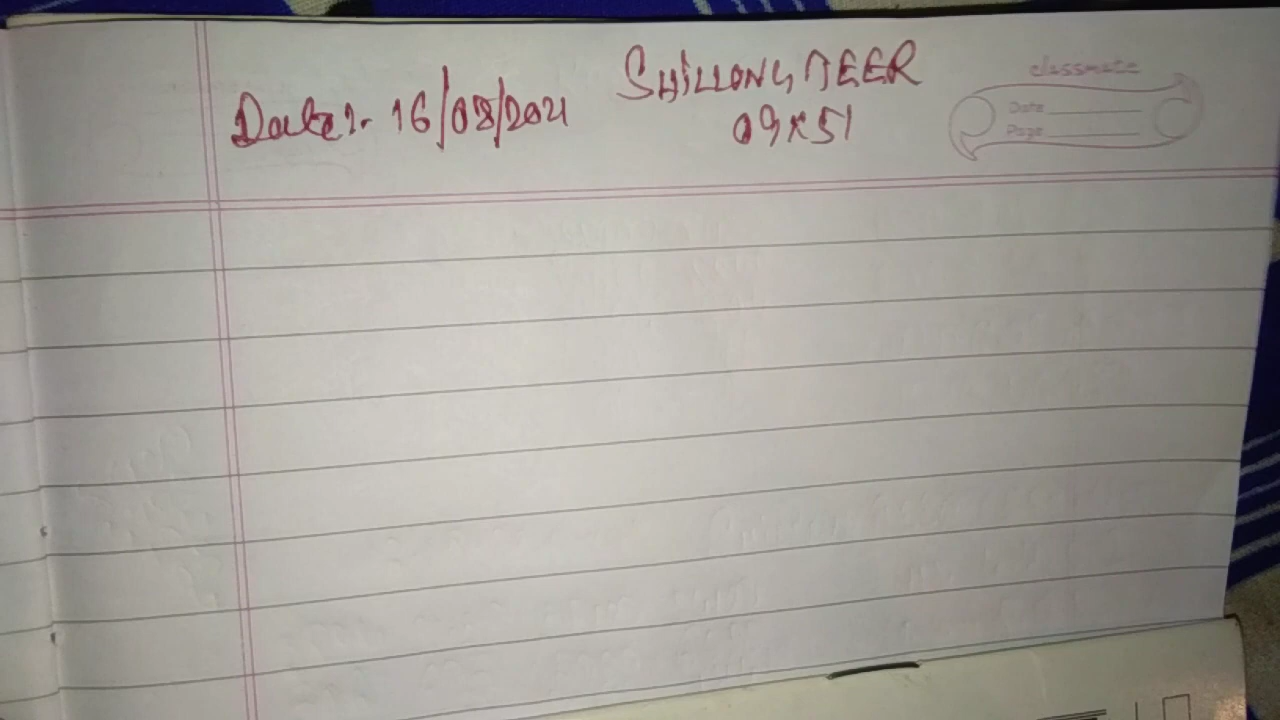 Date:- 16/08/2021
SHILLONG TEER
09x51
classmate
Date
Page